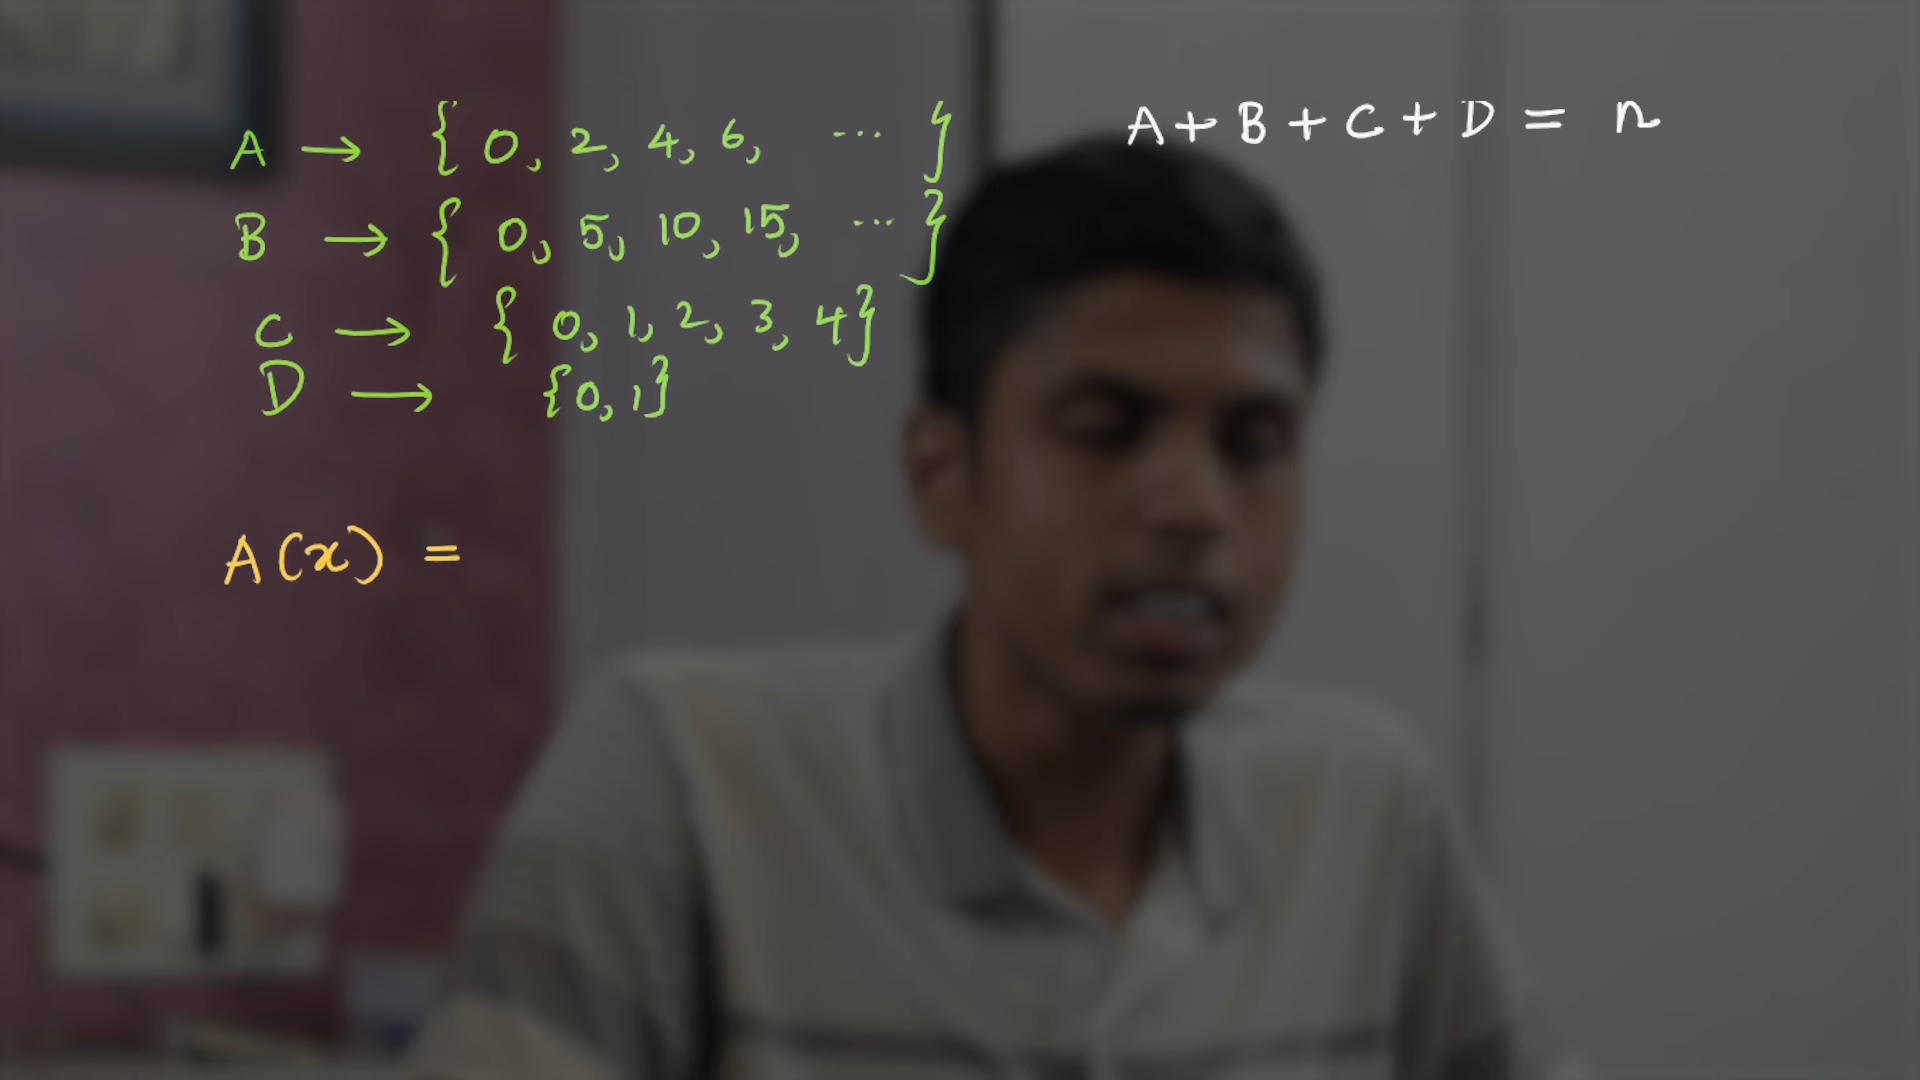 A → { 0, 2, 4, 6, ... }
B → { 0, 5, 10, 15, ... }
C → { 0, 1, 2, 3, 4}
D → {0, 1}
A + B + C + D = n
A(x) =